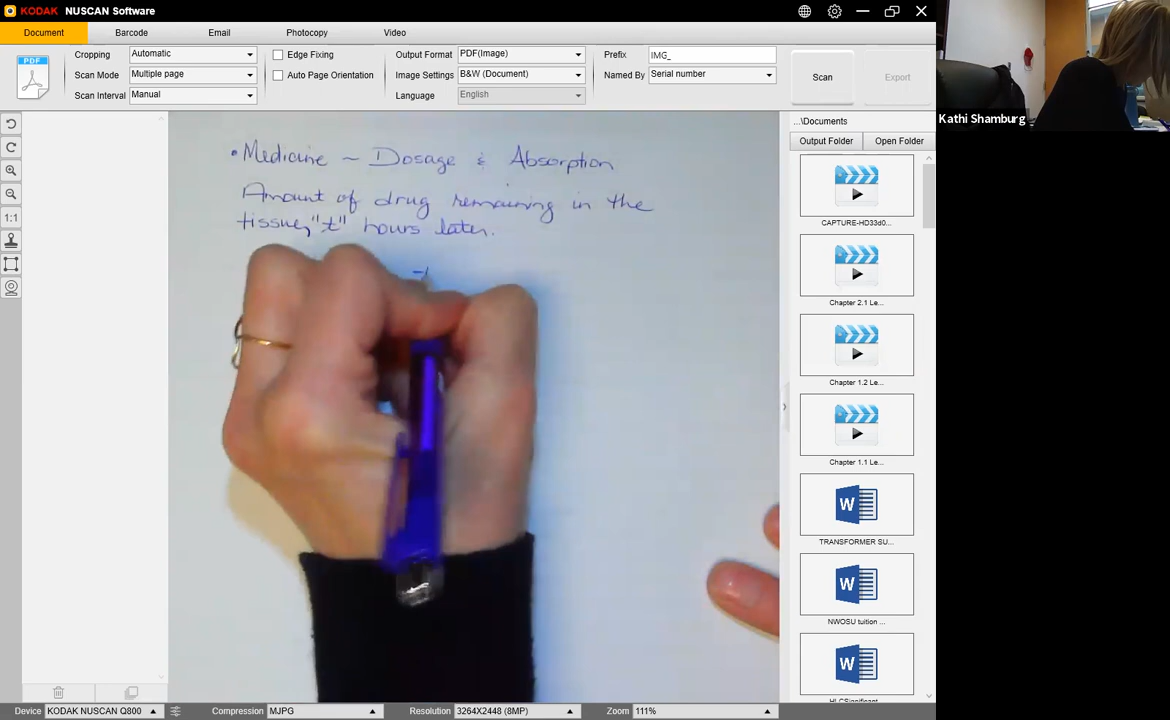 KODAK NUSCAN Software
Document Barcode Email Photocopy Video
PDF
Cropping Automatic
Scan Mode Multiple page
Scan Interval Manual
Edge Fixing
Auto Page Orientation
Output Format PDF(Image)
Image Settings B&W (Document)
Language English
Prefix IMG_
Named By Serial number
Scan
Export
1:1
• Medicine ~ Dosage & Absorption
Amount of drug remaining in the
tissue, "t" hours later.
...\Documents
Output Folder Open Folder
CAPTURE-HD33d0...
Chapter 2.1 Le...
Chapter 1.2 Le...
Chapter 1.1 Le...
TRANSFORMER SU...
NWOSU tuition ...
Kathi Shamburg
Device KODAK NUSCAN Q800 Compression MJPG Resolution 3264X2448 (8MP) Zoom 111%